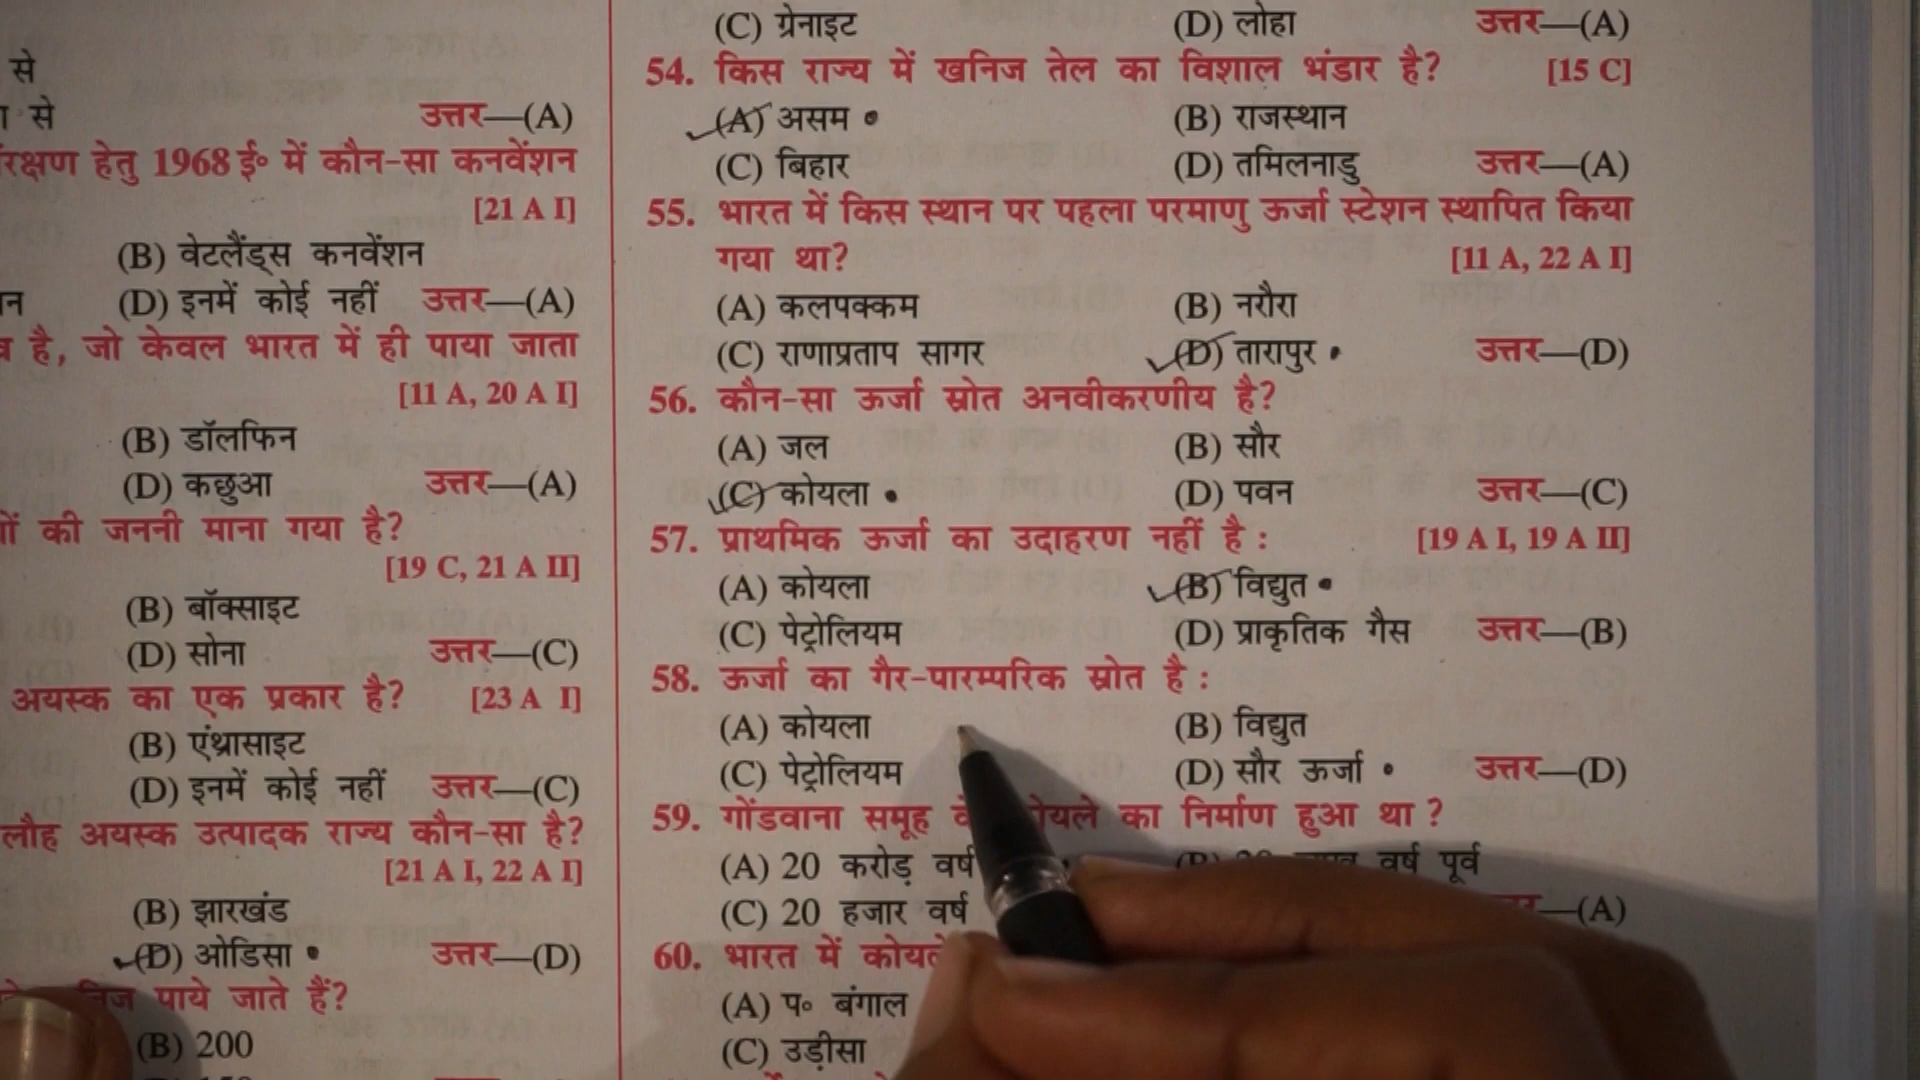 से
से
उत्तर—(A)
रक्षण हेतु 1968 ई० में कौन-सा कनवेंशन
[21 A I]
(B) वेटलैंड्स कनवेंशन
(D) इनमें कोई नहीं उत्तर—(A)
है, जो केवल भारत में ही पाया जाता
[11 A, 20 A I]
(B) डॉलफिन
(D) कछुआ उत्तर—(A)
की जननी माना गया है?
[19 C, 21 A II]
(B) बॉक्साइट
(D) सोना उत्तर—(C)
अयस्क का एक प्रकार है? [23 A I]
(B) एंथ्रासाइट
(D) इनमें कोई नहीं उत्तर—(C)
लौह अयस्क उत्पादक राज्य कौन-सा है?
[21 A I, 22 A I]
(B) झारखंड
(D) ओडिसा • उत्तर—(D)
पाये जाते हैं?
(B) 200
(C) ग्रेनाइट (D) लोहा उत्तर—(A)
54. किस राज्य में खनिज तेल का विशाल भंडार है? [15 C]
(A) असम • (B) राजस्थान
(C) बिहार (D) तमिलनाडु उत्तर—(A)
55. भारत में किस स्थान पर पहला परमाणु ऊर्जा स्टेशन स्थापित किया
गया था? [11 A, 22 A I]
(A) कलपक्कम (B) नरौरा
(C) राणाप्रताप सागर (D) तारापुर • उत्तर—(D)
56. कौन-सा ऊर्जा स्रोत अनवीकरणीय है?
(A) जल (B) सौर
(C) कोयला • (D) पवन उत्तर—(C)
57. प्राथमिक ऊर्जा का उदाहरण नहीं है : [19 A I, 19 A II]
(A) कोयला (B) विद्युत •
(C) पेट्रोलियम (D) प्राकृतिक गैस उत्तर—(B)
58. ऊर्जा का गैर-पारम्परिक स्रोत है :
(A) कोयला (B) विद्युत
(C) पेट्रोलियम (D) सौर ऊर्जा • उत्तर—(D)
59. गोंडवाना समूह का निर्माण हुआ था ?
(A) 20 करोड़ वर्ष वर्ष पूर्व
(C) 20 हजार वर्ष —(A)
60. भारत में
(A) प० बंगाल
(C) उड़ीसा